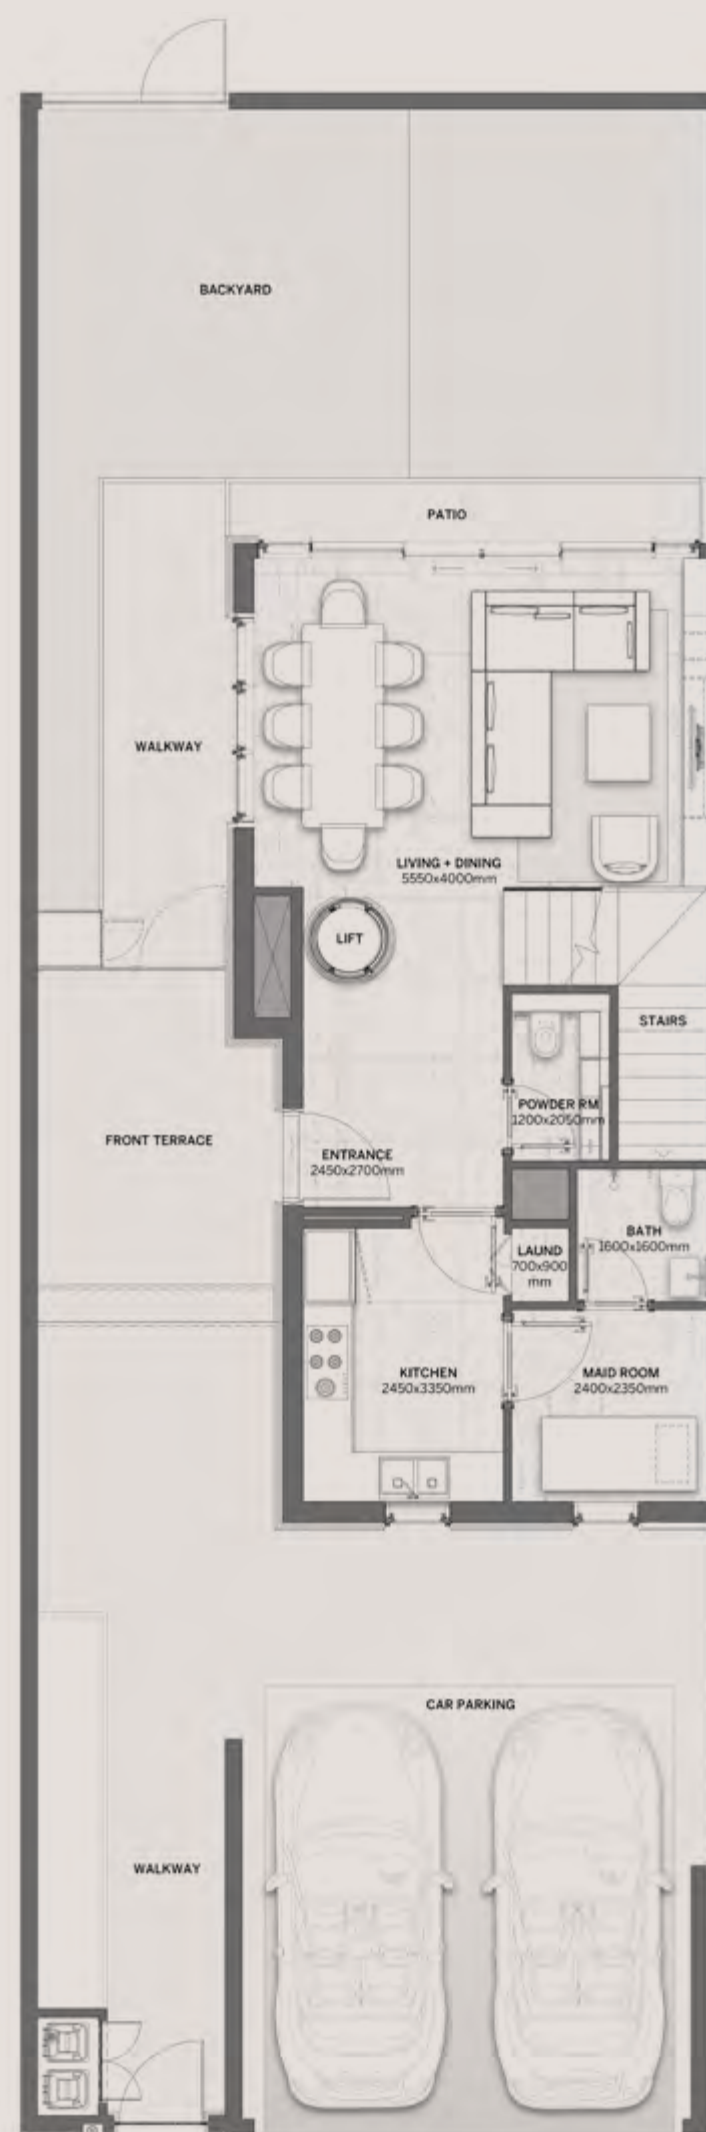 BACKYARD
PATIO
WALKWAY
LIVING + DINING
5550x4000mm
LIFT
STAIRS
POWDER RM
1200x2050mm
FRONT TERRACE
ENTRANCE
2450x2700mm
BATH
1600x1600mm
LAUND
700x900
mm
KITCHEN
2450x3350mm
MAID ROOM
2400x2350mm
CAR PARKING
WALKWAY